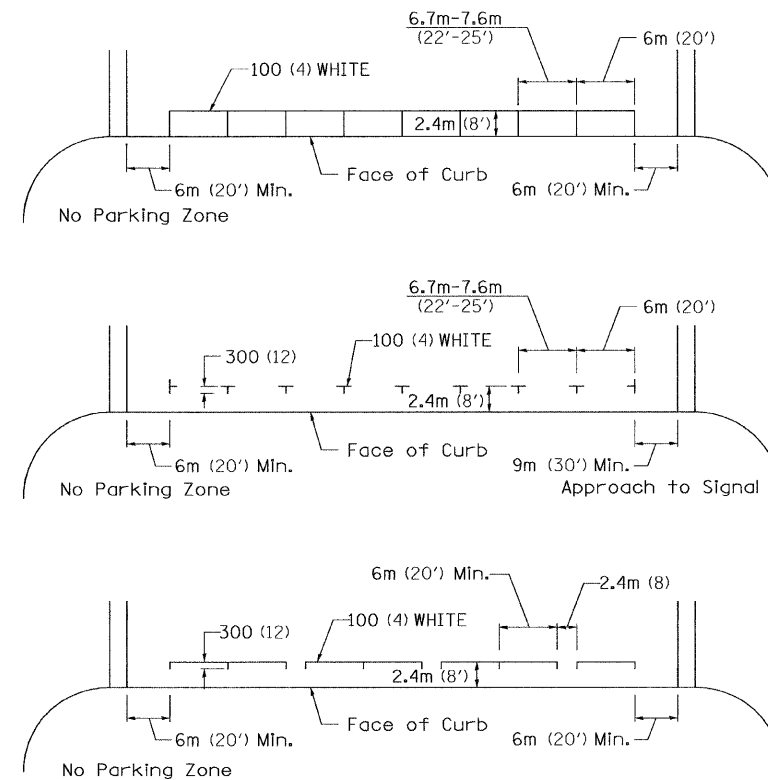 6.7m-7.6m
(22'-25')
6m (20')
100 (4) WHITE
2.4m (8')
Face of Curb
6m (20') Min.
6m (20') Min.
No Parking Zone
6.7m-7.6m
(22'-25')
6m (20')
100 (4) WHITE
300 (12)
2.4m (8')
Face of Curb
6m (20') Min.
9m (30') Min.
No Parking Zone
Approach to Signal
6m (20') Min.
2.4m (8)
100 (4) WHITE
300 (12)
2.4m (8')
Face of Curb
6m (20') Min.
6m (20') Min.
No Parking Zone